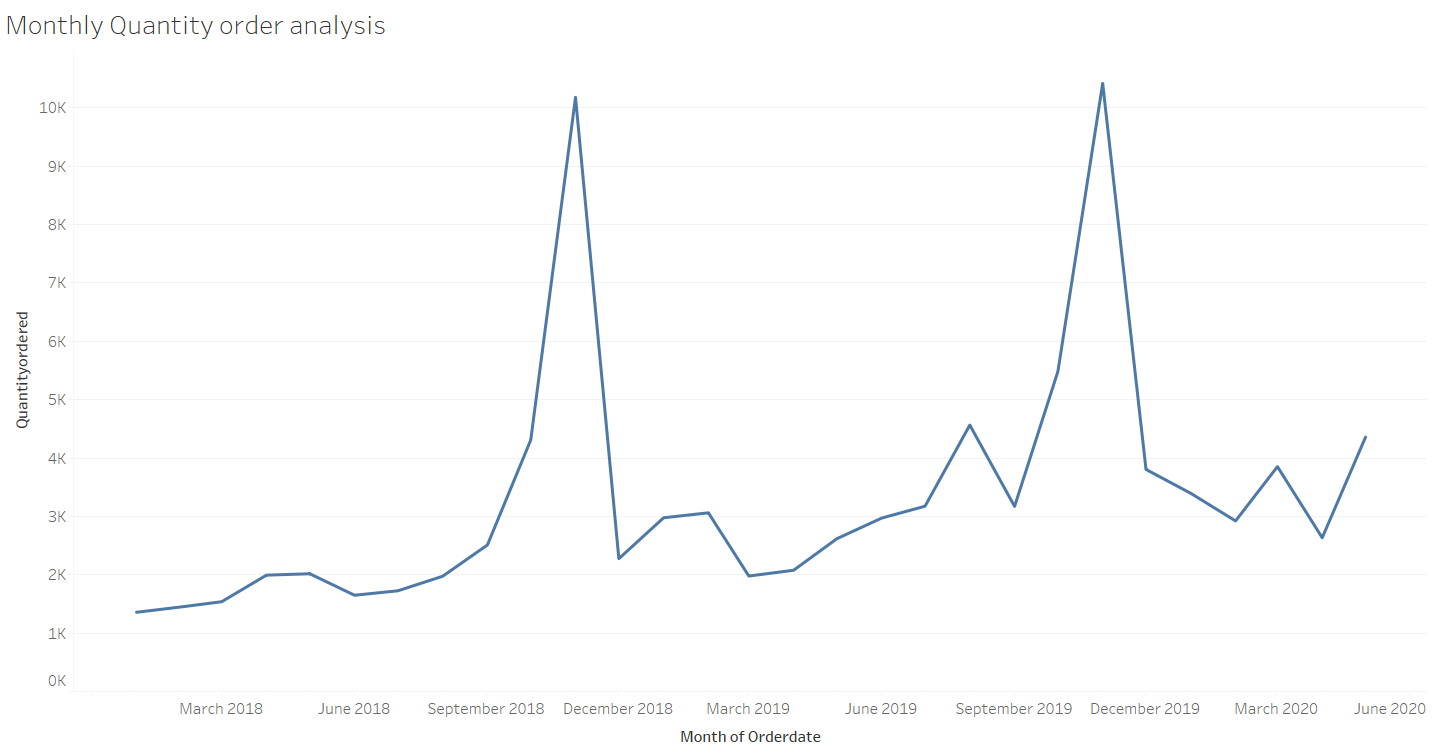 Monthly Quantity order analysis
10K
9K
8K
7K
6K
5K
4K
3K
2K
1K
0K
Quantityordered
March 2018 June 2018 September 2018 December 2018 March 2019 June 2019 September 2019 December 2019 March 2020 June 2020
Month of Orderdate